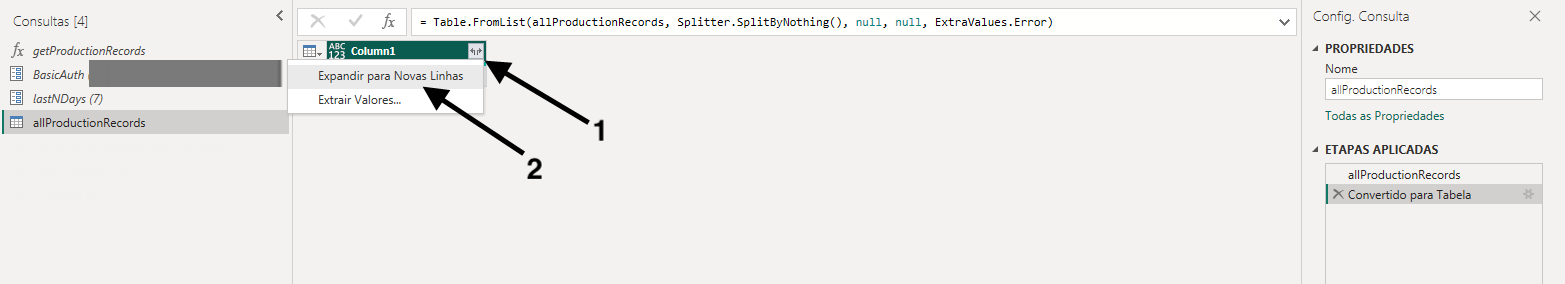 Consultas [4]
getProductionRecords
BasicAuth (
lastNDays (7)
allProductionRecords
fx
= Table.FromList(allProductionRecords, Splitter.SplitByNothing(), null, null, ExtraValues.Error)
ABC
123
Column1
Expandir para Novas Linhas
Extrair Valores...
1
2
Config. Consulta
PROPRIEDADES
Nome
allProductionRecords
Todas as Propriedades
ETAPAS APLICADAS
allProductionRecords
Convertido para Tabela